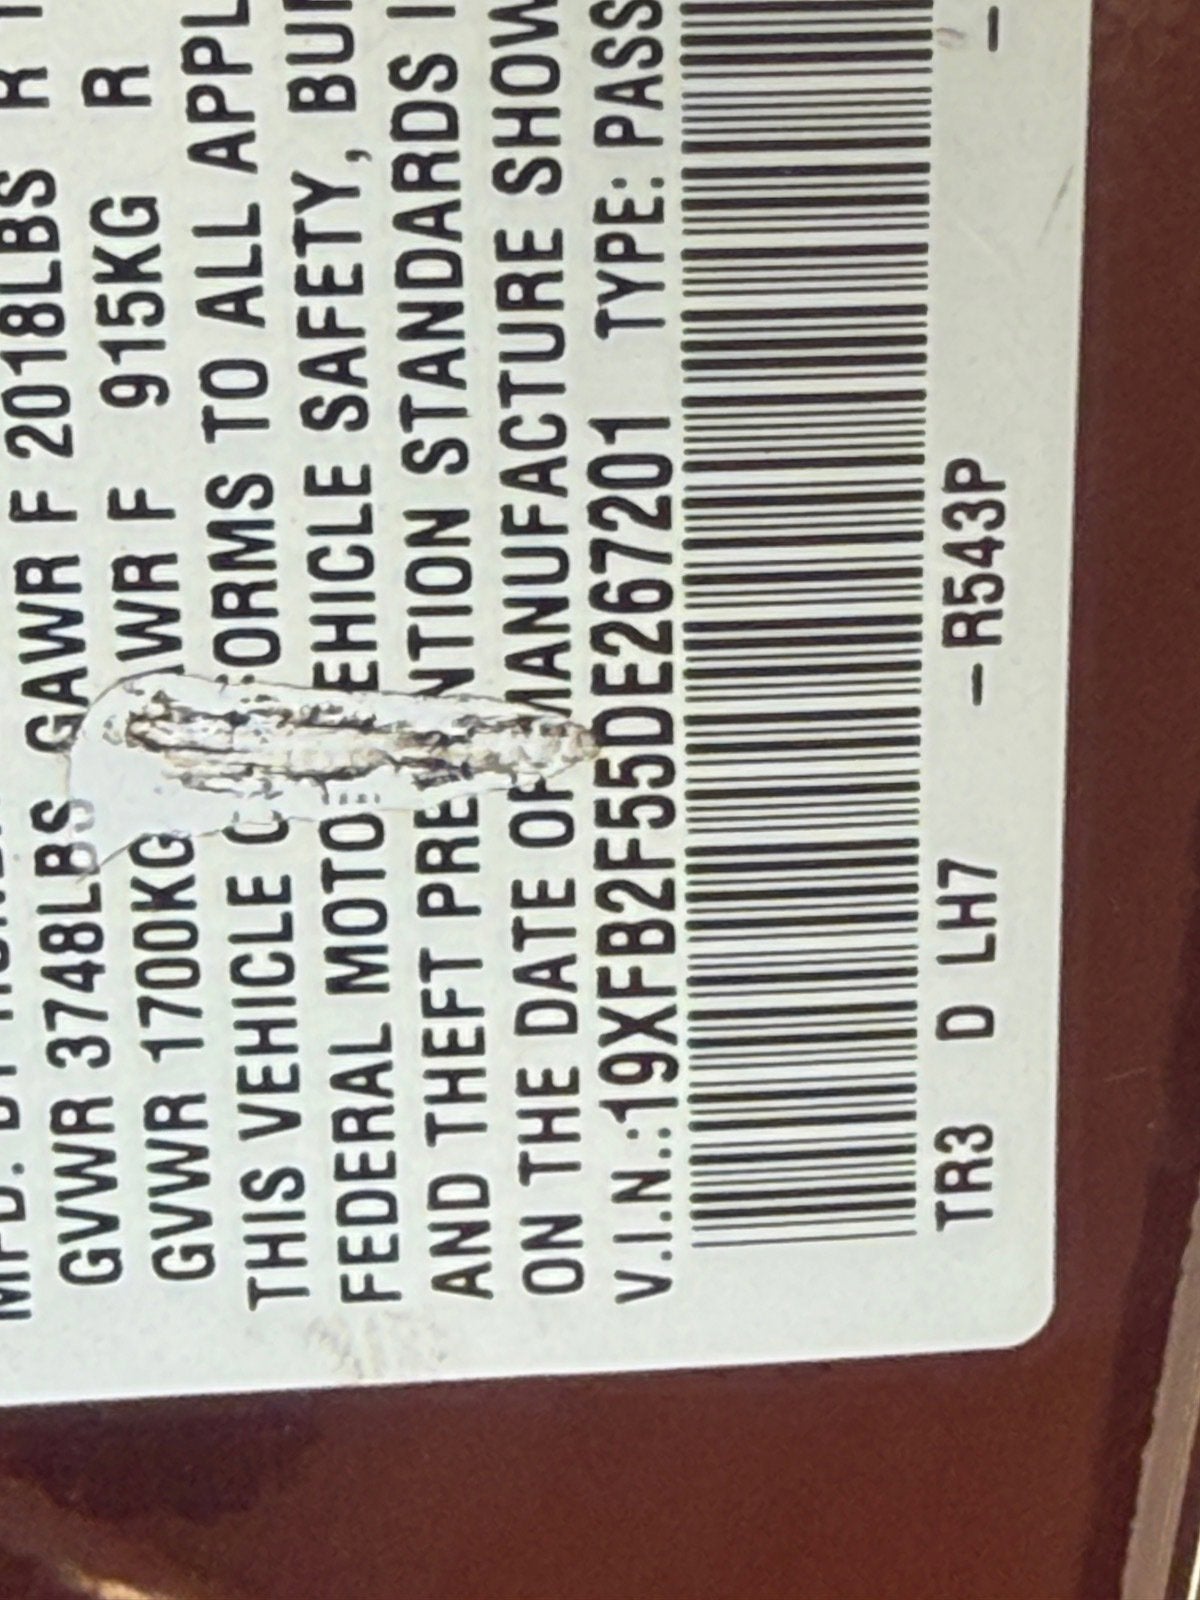 GVWR 3748LBS GAWR F 2018LBS R
GVWR 1700KG WR F 915KG R
THIS VEHICLE ORMS TO ALL APPL
FEDERAL MOTO EHICLE SAFETY, BU
AND THEFT PRE NTION STANDARDS
ON THE DATE OF MANUFACTURE SHOW
V.I.N.:19XFB2F55DE267201 TYPE: PASS
TR3 D LH7 –R543P –